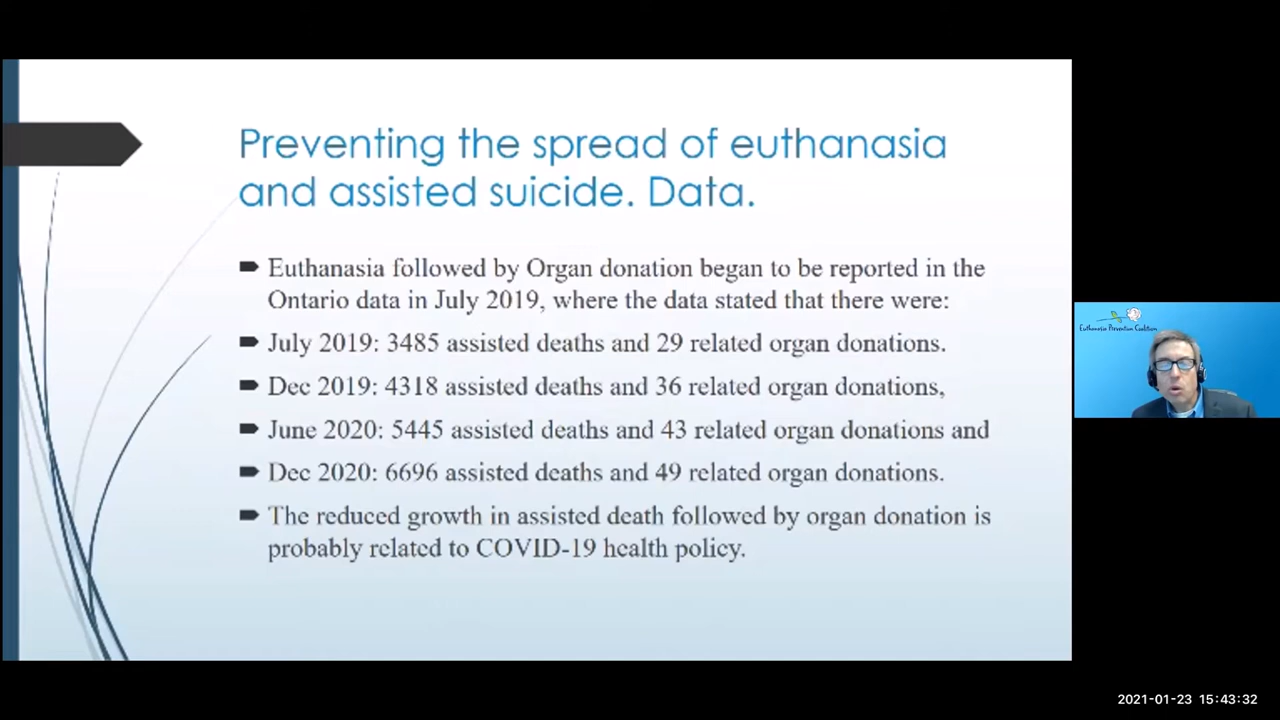 Preventing the spread of euthanasia
and assisted suicide. Data.
Euthanasia followed by Organ donation began to be reported in the
Ontario data in July 2019, where the data stated that there were:
July 2019: 3485 assisted deaths and 29 related organ donations.
Dec 2019: 4318 assisted deaths and 36 related organ donations,
June 2020: 5445 assisted deaths and 43 related organ donations and
Dec 2020: 6696 assisted deaths and 49 related organ donations.
The reduced growth in assisted death followed by organ donation is
probably related to COVID-19 health policy.
Euthanasia Prevention Coalition
2021-01-23 15:43:32